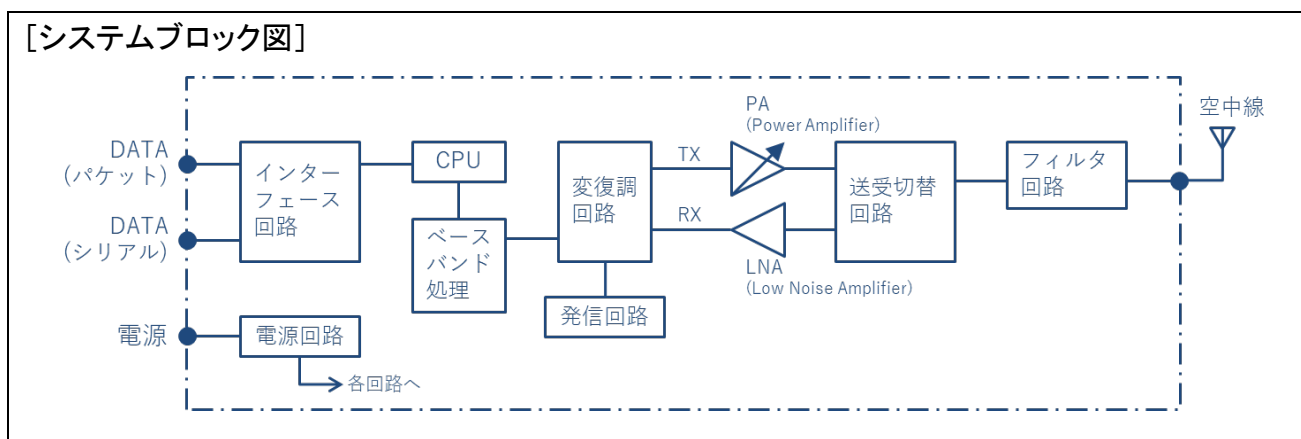 [システムブロック図]
DATA
(パケット)
DATA
(シリアル)
電源
インター
フェース
回路
電源回路
各回路へ
CPU
ベース
バンド
処理
変復調
回路
発信回路
TX
RX
PA
(Power Amplifier)
LNA
(Low Noise Amplifier)
送受切替
回路
フィルタ
回路
空中線